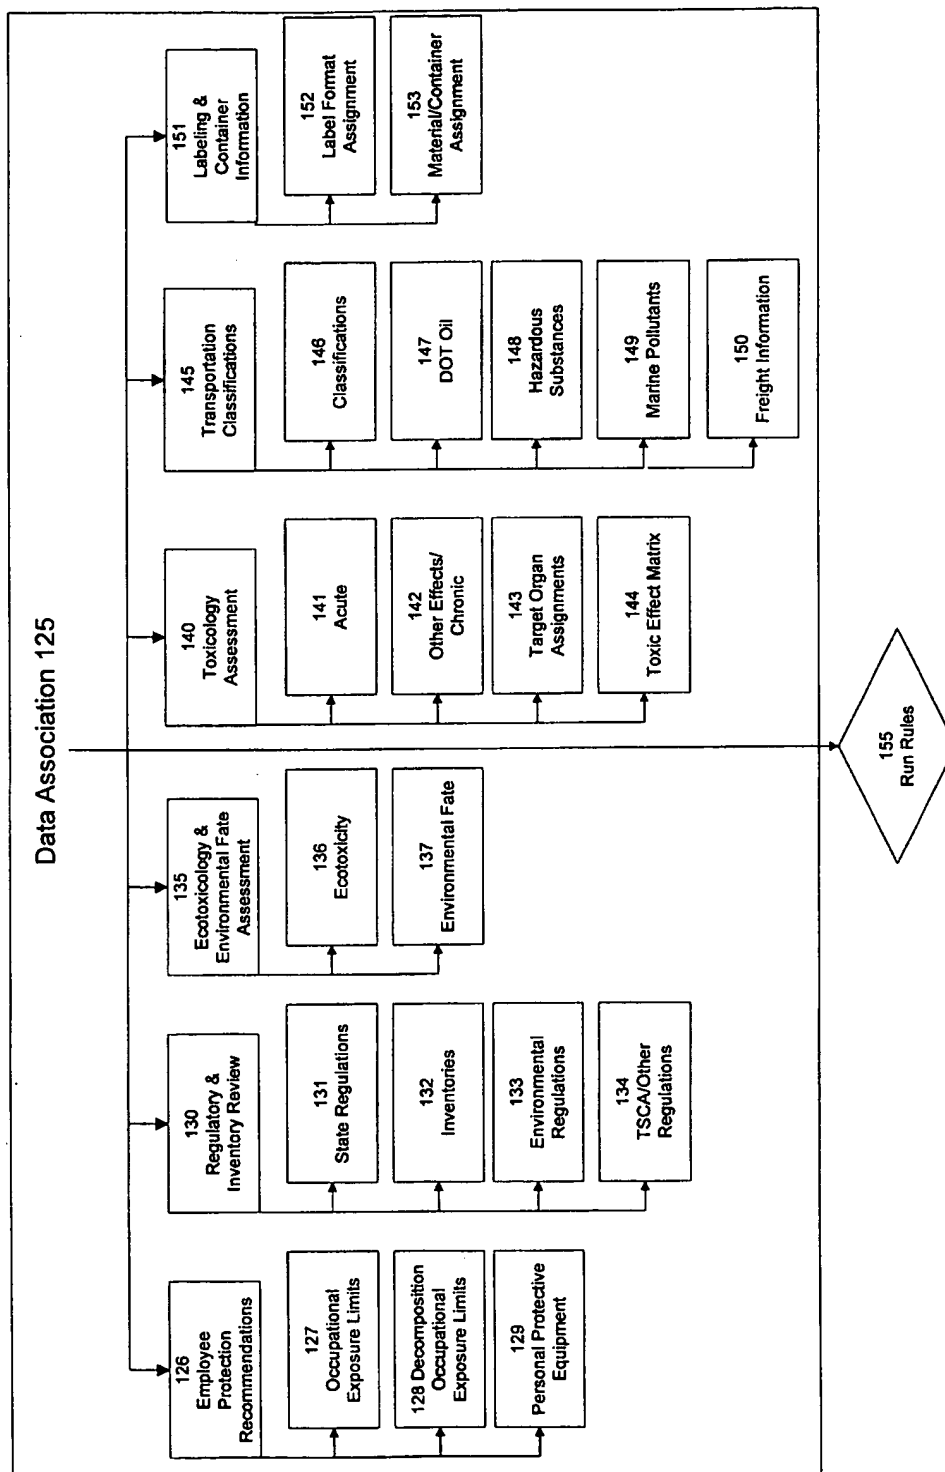 Data Association 125
126
Employee
Protection
Recommendations
127
Occupational
Exposure Limits
128 Decomposition
Occupational
Exposure Limits
129
Personal Protective
Equipment
130
Regulatory &
Inventory Review
131
State Regulations
132
Inventories
133
Environmental
Regulations
134
TSCA/Other
Regulations
135
Ecotoxicology &
Environmental Fate
Assessment
136
Ecotoxicity
137
Environmental Fate
140
Toxicology
Assessment
141
Acute
142
Other Effects/
Chronic
143
Target Organ
Assignments
144
Toxic Effect Matrix
145
Transportation
Classifications
146
Classifications
147
DOT Oil
148
Hazardous
Substances
149
Marine Pollutants
150
Freight Information
151
Labeling &
Container
Information
152
Label Format
Assignment
153
Material/Container
Assignment
155
Run Rules